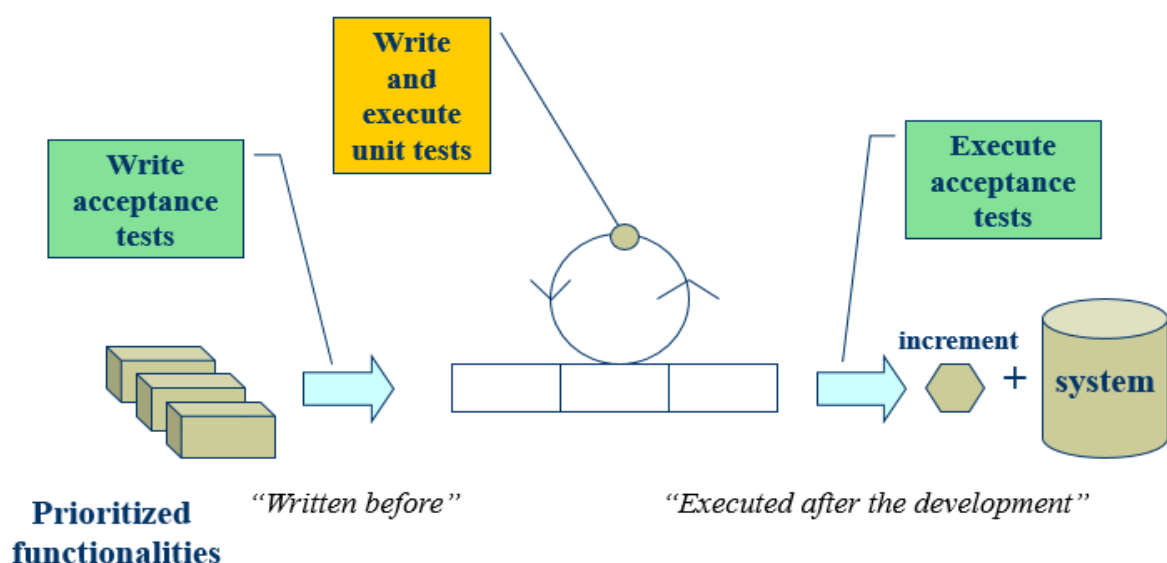 Write
and
execute
unit tests
Write
acceptance
tests
Execute
acceptance
tests
increment
+
system
Prioritized
functionalities
“Written before”
“Executed after the development”